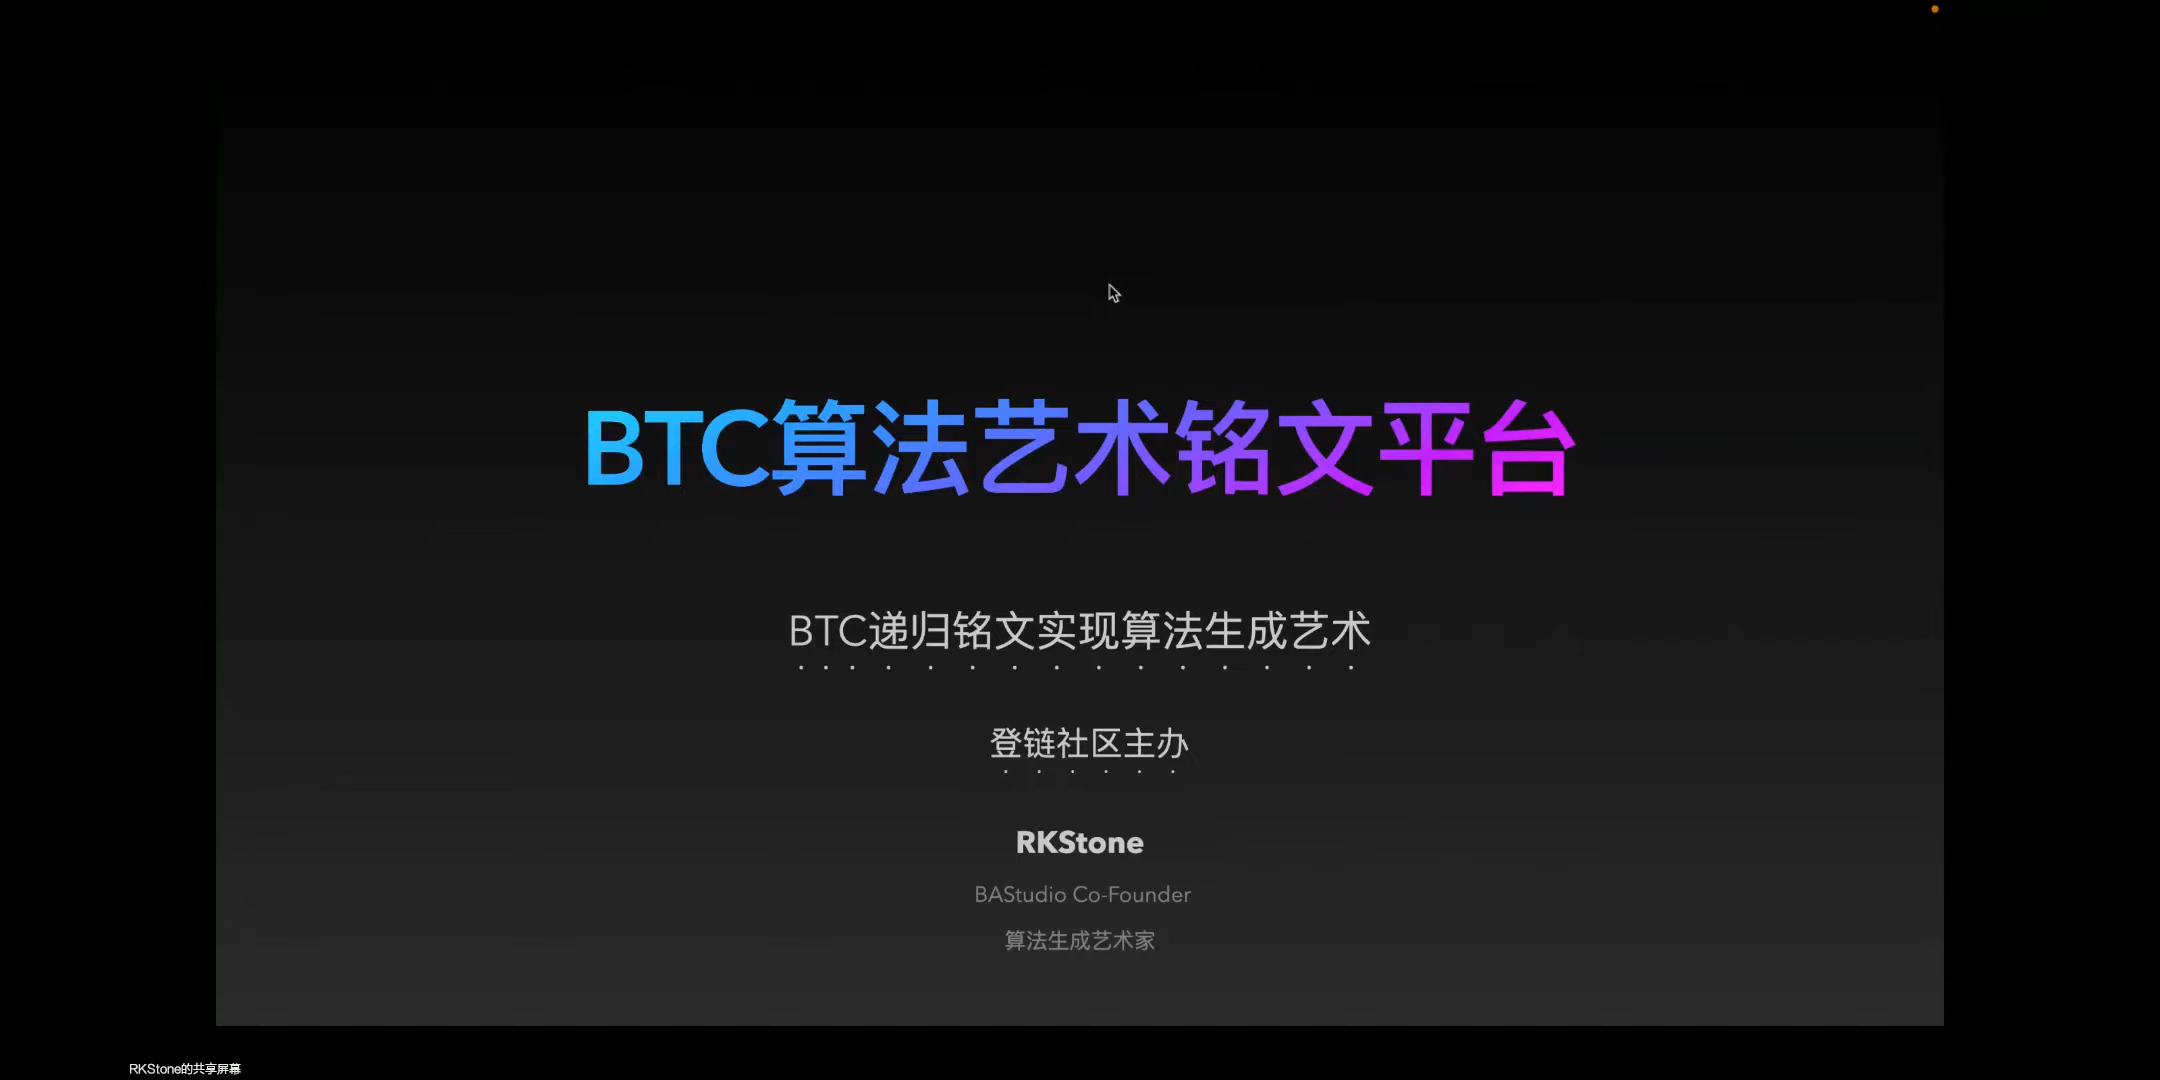 BTC算法艺术铭文平台
BTC递归铭文实现算法生成艺术
登链社区主办
RKStone
BAStudio Co-Founder
算法生成艺术家
RKStone的共享屏幕